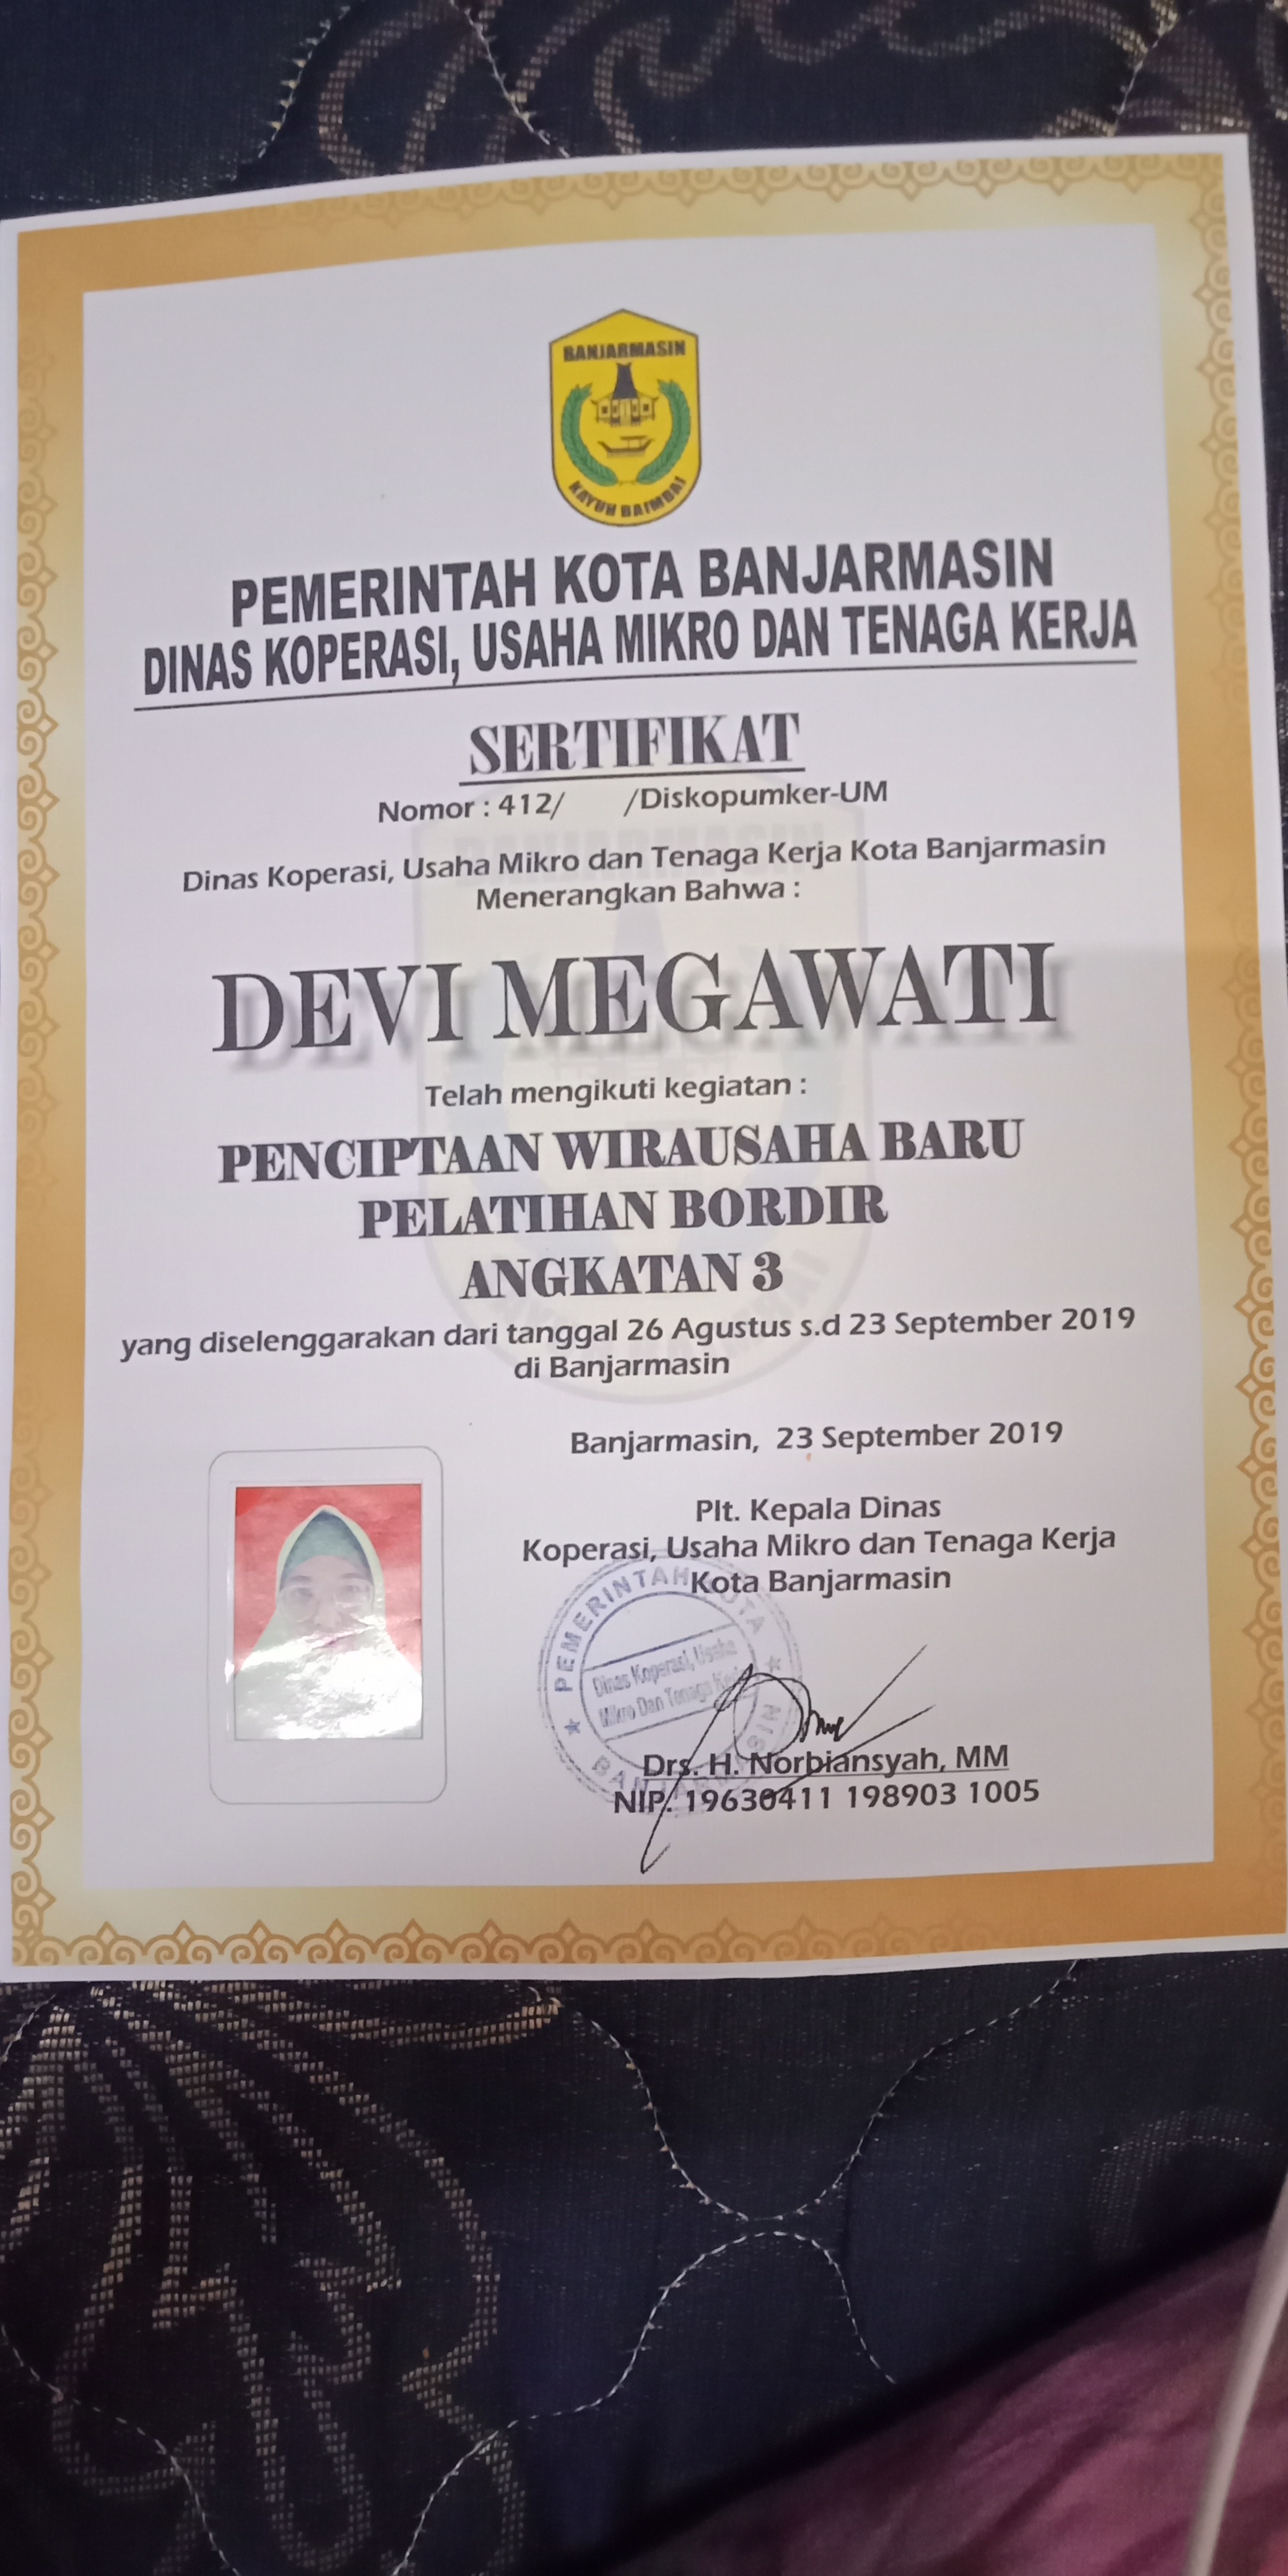 BANJARMASIN
KAYUH BAIMBAI
PEMERINTAH KOTA BANJARMASIN
DINAS KOPERASI, USAHA MIKRO DAN TENAGA KERJA
SERTIFIKAT
Nomor : 412/ /Diskopumker-UM
Dinas Koperasi, Usaha Mikro dan Tenaga Kerja Kota Banjarmasin
Menerangkan Bahwa :
DEVI MEGAWATI
Telah mengikuti kegiatan :
PENCIPTAAN WIRAUSAHA BARU
PELATIHAN BORDIR
ANGKATAN 3
yang diselenggarakan dari tanggal 26 Agustus s.d 23 September 2019
di Banjarmasin
Banjarmasin, 23 September 2019
Plt. Kepala Dinas
Koperasi, Usaha Mikro dan Tenaga Kerja
Kota Banjarmasin
PEMERINTAH KOTA
Dinas Koperasi, Usaha
Mikro Dan Tenaga Kerja
BANJARMASIN
Drs. H. Norbiansyah, MM
NIP. 19630411 198903 1005